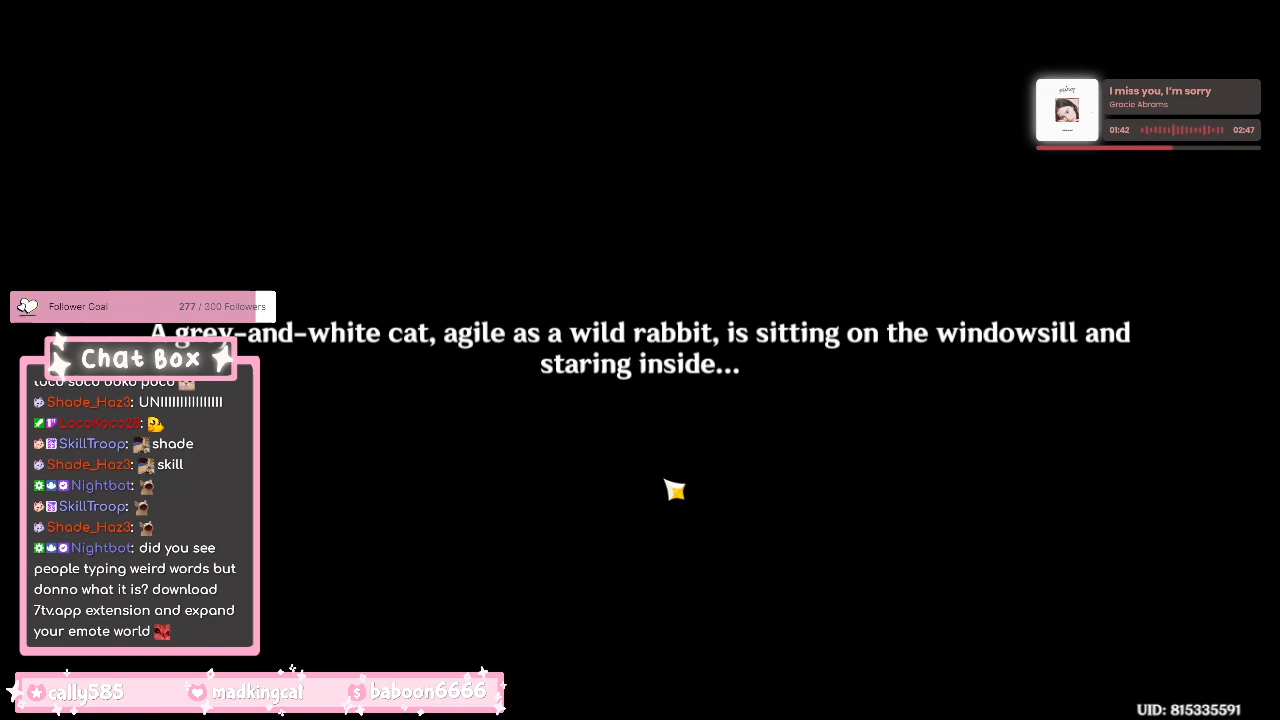 I miss you, I'm sorry
Gracie Abrams
01:42
02:47
Follower Goal
277 / 300 Followers
A grey-and-white cat, agile as a wild rabbit, is sitting on the windowsill and
staring inside...
Chat Box
Shade_Haz3: UNIIIIIIIIIIIIIII
LocoKoco28:
SkillTroop: shade
Shade_Haz3: skill
Nightbot:
SkillTroop:
Shade_Haz3:
Nightbot: did you see
people typing weird words but
donno what it is? download
7tv.app extension and expand
your emote world
cally585
madkingcat
baboon6666
UID: 815335591